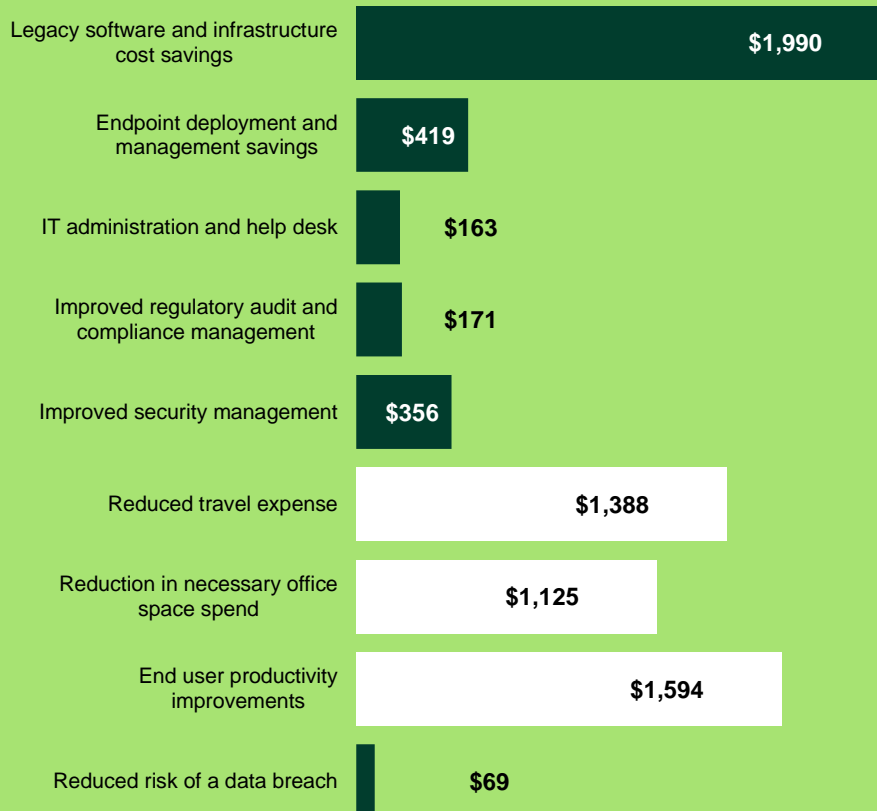 Legacy software and infrastructure
cost savings
$1,990
Endpoint deployment and
management savings
$419
IT administration and help desk
$163
Improved regulatory audit and
compliance management
$171
Improved security management
$356
Reduced travel expense
$1,388
Reduction in necessary office
space spend
$1,125
End user productivity
improvements
$1,594
Reduced risk of a data breach
$69